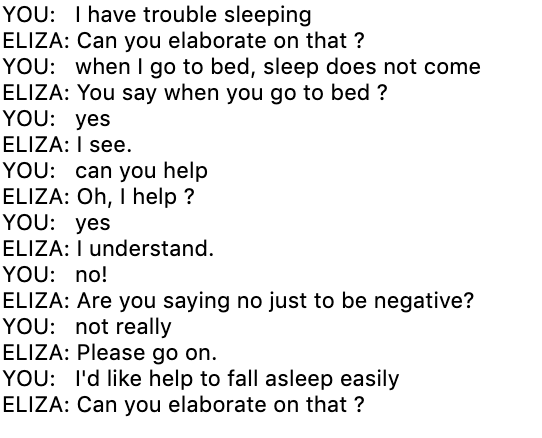 YOU: I have trouble sleeping
ELIZA: Can you elaborate on that ?
YOU: when I go to bed, sleep does not come
ELIZA: You say when you go to bed ?
YOU: yes
ELIZA: I see.
YOU: can you help
ELIZA: Oh, I help ?
YOU: yes
ELIZA: I understand.
YOU: no!
ELIZA: Are you saying no just to be negative?
YOU: not really
ELIZA: Please go on.
YOU: I'd like help to fall asleep easily
ELIZA: Can you elaborate on that ?